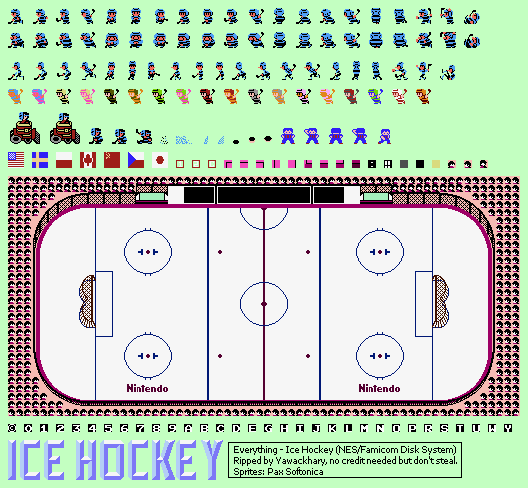 Nintendo Nintendo
© 0 1 2 3 4 5 6 7 8 9 A B C D E F G H I J K L M N O P Q R S T U W Y
ICE HOCKEY
Everything - Ice Hockey (NES/Famicom Disk System)
Ripped by Yawackhary, no credit needed but don't steal.
Sprites: Pax Softonica